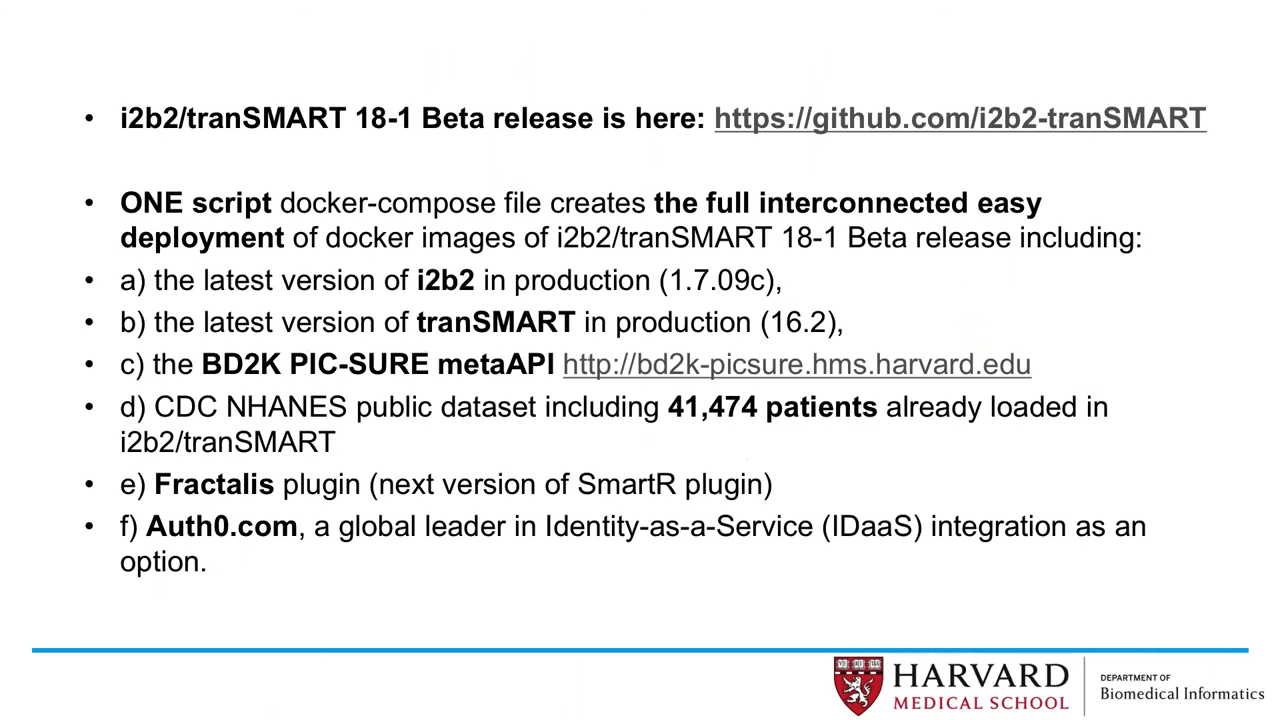 • i2b2/tranSMART 18-1 Beta release is here: https://github.com/i2b2-tranSMART
• ONE script docker-compose file creates the full interconnected easy
deployment of docker images of i2b2/tranSMART 18-1 Beta release including:
• a) the latest version of i2b2 in production (1.7.09c),
• b) the latest version of tranSMART in production (16.2),
• c) the BD2K PIC-SURE metaAPI http://bd2k-picsure.hms.harvard.edu
• d) CDC NHANES public dataset including 41,474 patients already loaded in
i2b2/tranSMART
• e) Fractalis plugin (next version of SmartR plugin)
• f) Auth0.com, a global leader in Identity-as-a-Service (IDaaS) integration as an
option.
HARVARD
MEDICAL SCHOOL
DEPARTMENT OF
Biomedical Informatics